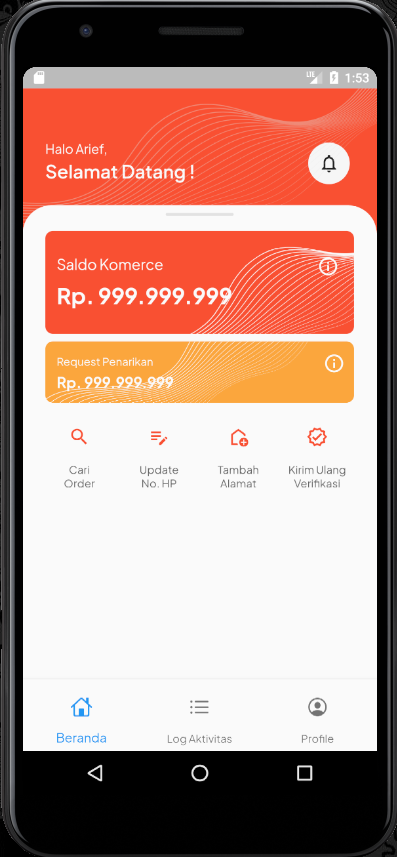 LTE 1:53
Halo Arief,
Selamat Datang !
Saldo Komerce
Rp. 999.999.999
Request Penarikan
Rp. 999.999.999
Cari
Order
Update
No. HP
Tambah
Alamat
Kirim Ulang
Verifikasi
Beranda
Log Aktivitas
Profile